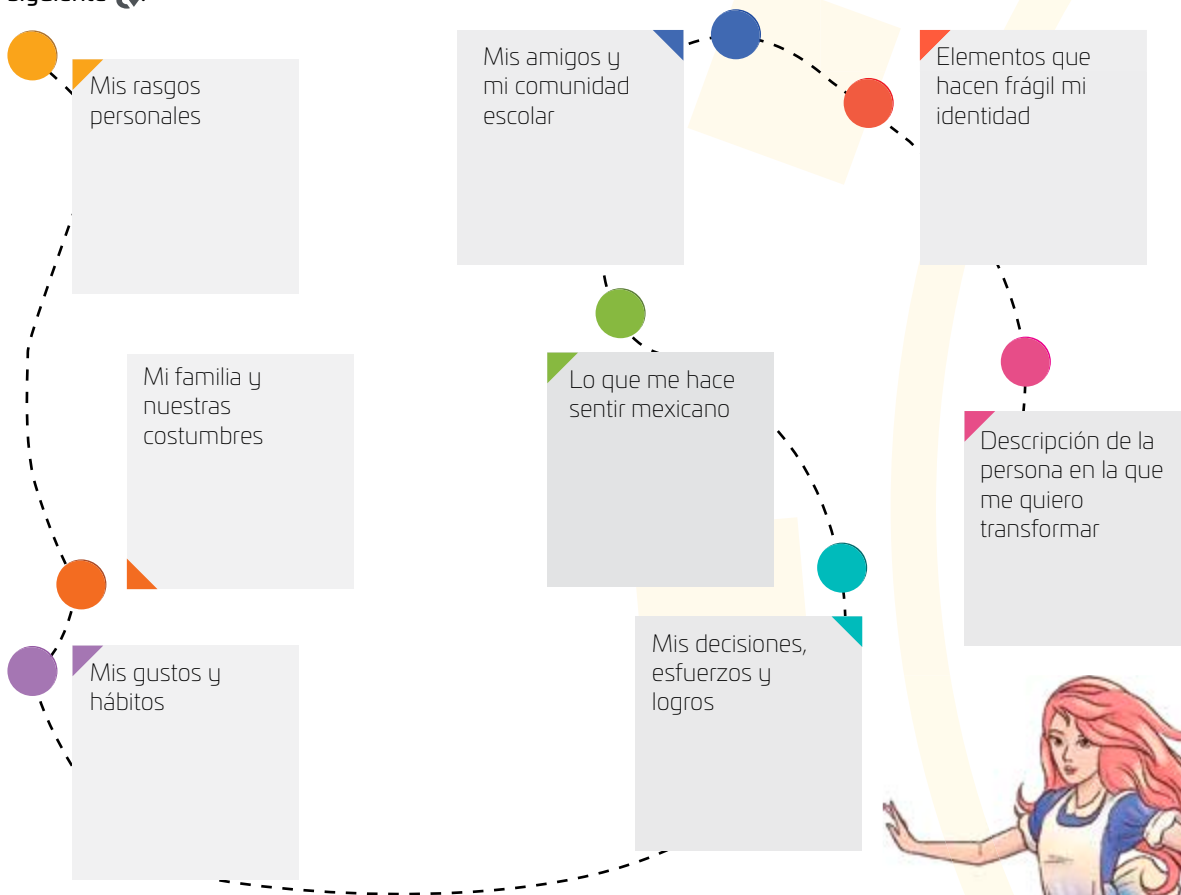 siguiente
Mis rasgos
personales
Mi familia y
nuestras
costumbres
Mis gustos y
hábitos
Mis decisiones,
esfuerzos y
logros
Lo que me hace
sentir mexicano
Mis amigos y
mi comunidad
escolar
Elementos que
hacen frágil mi
identidad
Descripción de la
persona en la que
me quiero
transformar